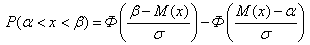 P(α < x < β) = Φ((β − M(x)) / σ) − Φ((M(x) − α) / σ)